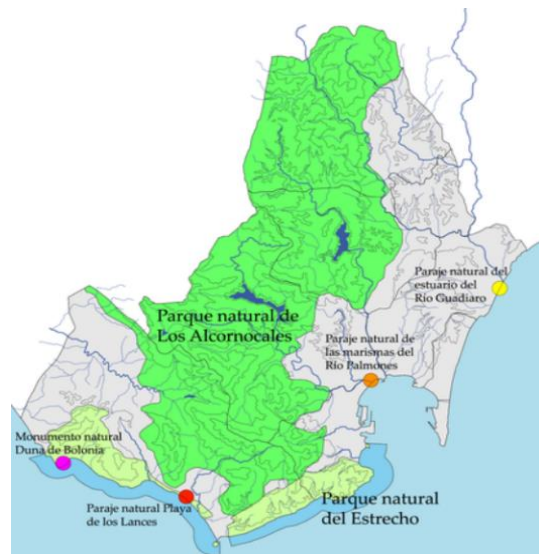 Paraje natural del
estuario del
Río Guadiaro
Parque natural de
Los Alcornocales
Paraje natural de
las marismas del
Río Palmones
Monumento natural
Duna de Bolonia
Paraje natural Playa
de los Lances
Parque natural
del Estrecho